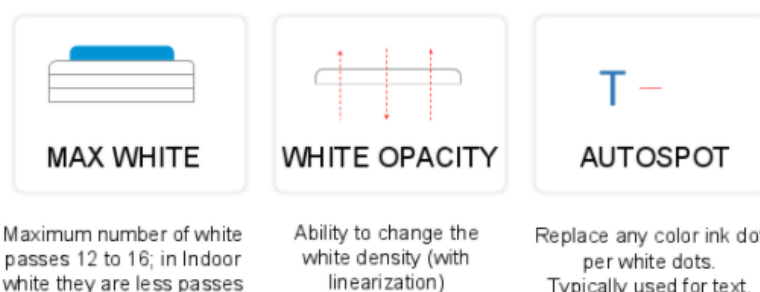 T
MAX WHITE
WHITE OPACITY
AUTOSPOT
Maximum number of white
passes 12 to 16; in Indoor
white they are less passes
Ability to change the
white density (with
linearization)
Replace any color ink
per white dots.
Typically used for text.